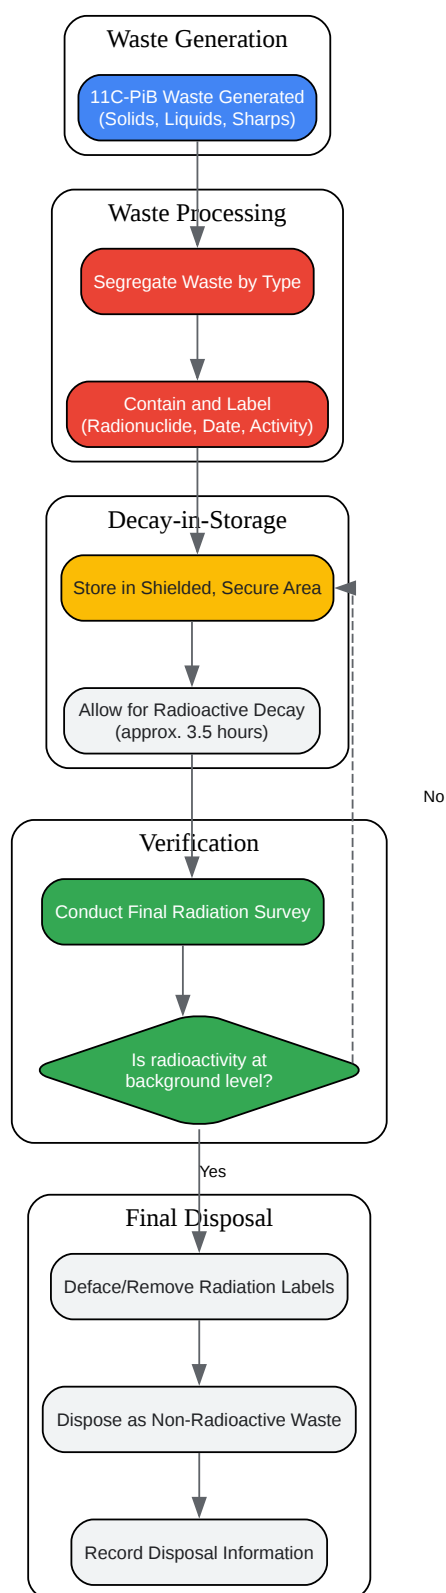 Waste Generation
11C-PiB Waste Generated
(Solids, Liquids, Sharps)
Waste Processing
Segregate Waste by Type
Contain and Label
(Radionuclide, Date, Activity)
Decay-in-Storage
Store in Shielded, Secure Area
Allow for Radioactive Decay
(approx. 3.5 hours)
No
Verification
Conduct Final Radiation Survey
Is radioactivity at
background level?
Yes
Final Disposal
Deface/Remove Radiation Labels
Dispose as Non-Radioactive Waste
Record Disposal Information